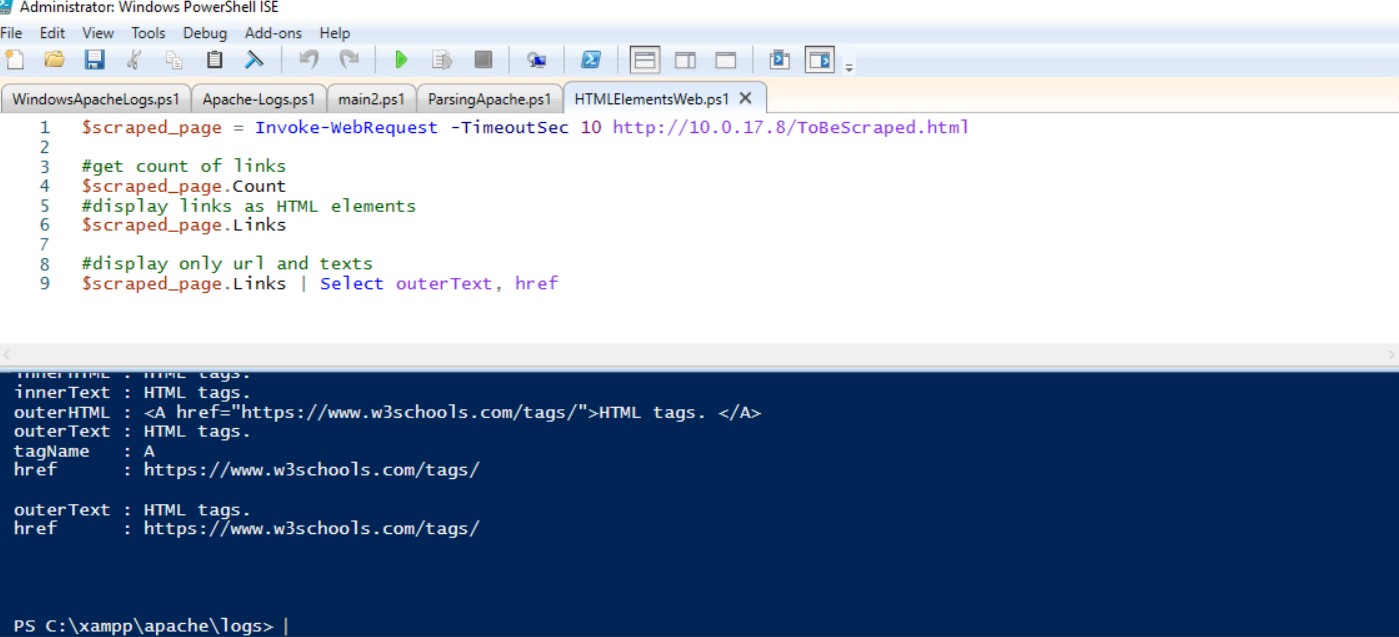 Administrator: Windows PowerShell ISE
File Edit View Tools Debug Add-ons Help
WindowsApacheLogs.ps1 Apache-Logs.ps1 main2.ps1 ParsingApache.ps1 HTMLElementsWeb.ps1 X
1 $scraped_page = Invoke-WebRequest -TimeoutSec 10 http://10.0.17.8/ToBeScraped.html
2
3 #get count of links
4 $scraped_page.Count
5 #display links as HTML elements
6 $scraped_page.Links
7
8 #display only url and texts
9 $scraped_page.Links | Select outerText, href
innerHTML : HTML tags.
innerText : HTML tags.
outerHTML : <A href="https://www.w3schools.com/tags/">HTML tags. </A>
outerText : HTML tags.
tagName : A
href : https://www.w3schools.com/tags/
outerText : HTML tags.
href : https://www.w3schools.com/tags/
PS C:\xampp\apache\logs>